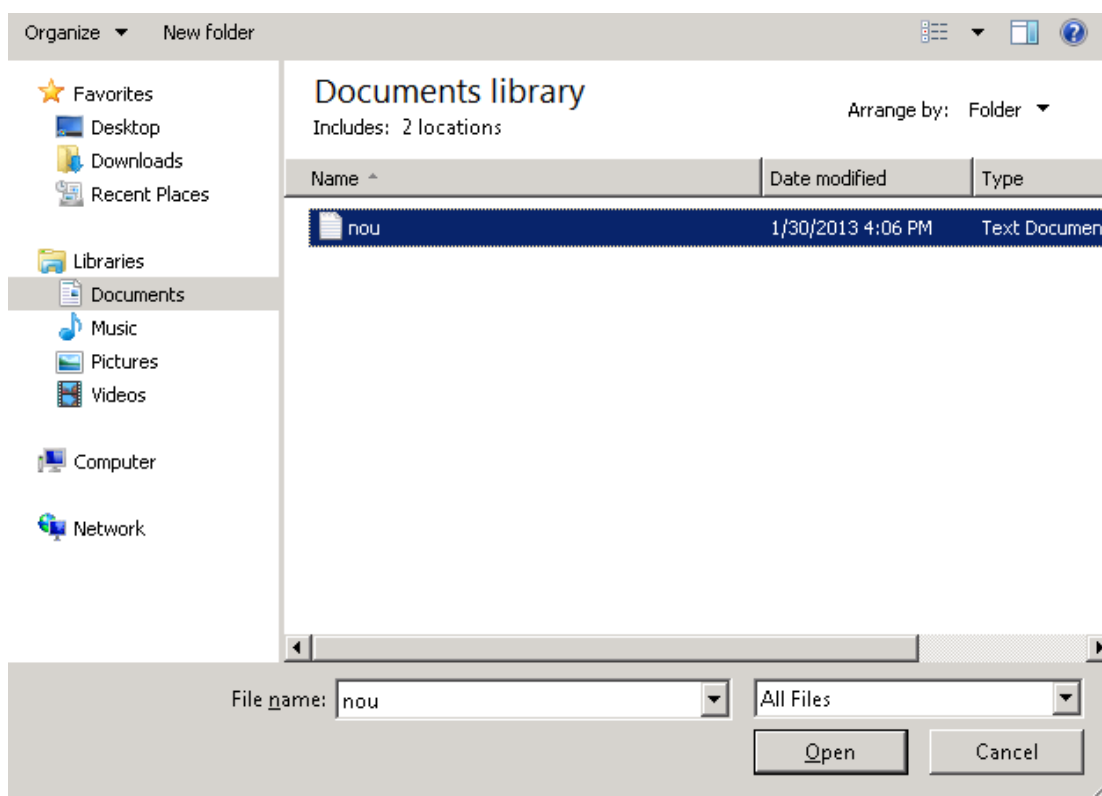 Organize New folder
Favorites
Desktop
Downloads
Recent Places
Libraries
Documents
Music
Pictures
Videos
Computer
Network
Documents library
Includes: 2 locations
Arrange by: Folder
Name Date modified Type
nou 1/30/2013 4:06 PM Text Documen
File name: nou All Files
Open Cancel